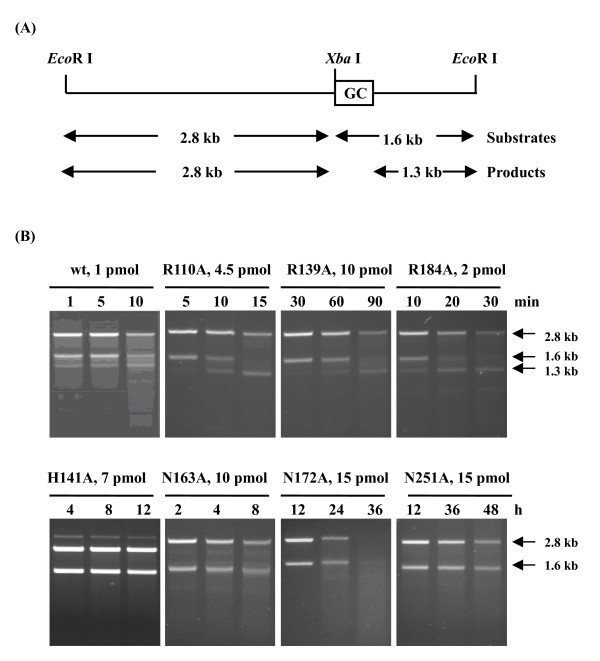 (A)
EcoR I Xba I EcoR I
GC
2.8 kb 1.6 kb Substrates
2.8 kb 1.3 kb Products
(B)
wt, 1 pmol R110A, 4.5 pmol R139A, 10 pmol R184A, 2 pmol
1 5 10 5 10 15 30 60 90 10 20 30 min
2.8 kb
1.6 kb
1.3 kb
H141A, 7 pmol N163A, 10 pmol N172A, 15 pmol N251A, 15 pmol
4 8 12 2 4 8 12 24 36 12 36 48 h
2.8 kb
1.6 kb